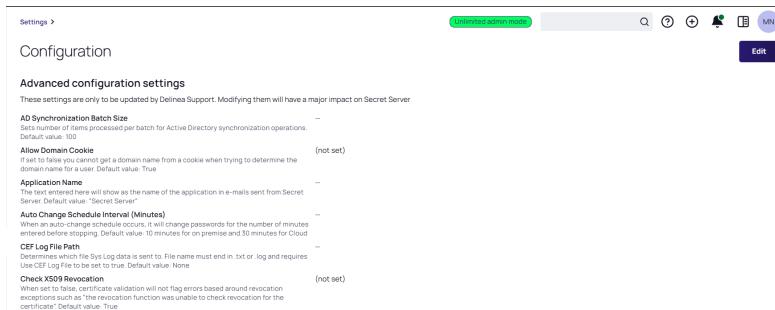 Settings >
Unlimited admin mode
MN
Configuration
Edit
Advanced configuration settings
These settings are only to be updated by Delinea Support. Modifying them will have a major impact on Secret Server
AD Synchronization Batch Size
--
Sets number of items processed per batch for Active Directory synchronization operations.
Default value: 100
Allow Domain Cookie
(not set)
If set to false you cannot get a domain name from a cookie when trying to determine the
domain name for a user. Default value: True
Application Name
--
The text entered here will show as the name of the application in e-mails sent from Secret
Server. Default value: "Secret Server"
Auto Change Schedule Interval (Minutes)
--
When an auto-change schedule occurs, it will change passwords for the number of minutes
entered before stopping. Default value: 10 minutes for on premise and 30 minutes for Cloud
CEF Log File Path
--
Determines which file Sys Log data is sent to. File name must end in .txt or .log and requires
Use CEF Log File to be set to true. Default value: None
Check X509 Revocation
(not set)
When set to false, certificate validation will not flag errors based around revocation
exceptions such as "the revocation function was unable to check revocation for the
certificate". Default value: True